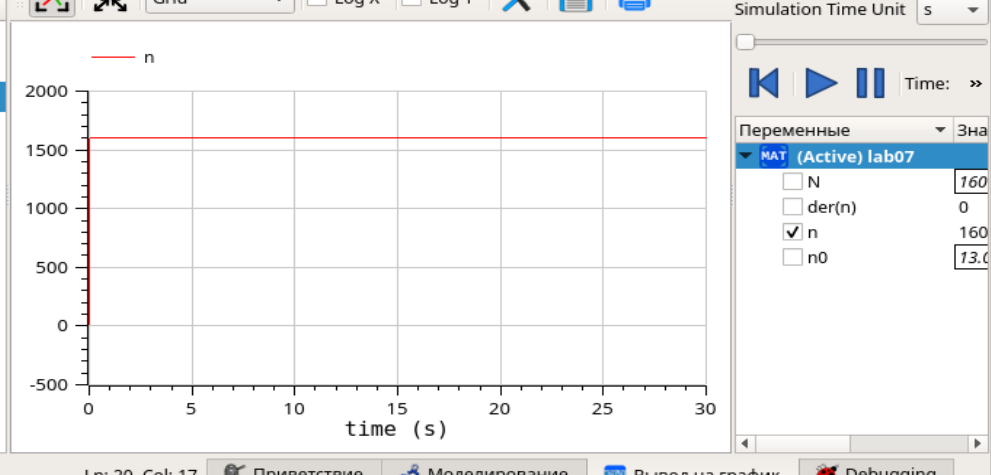 Grid
Log X
Log Y
Simulation Time Unit
s
n
2000
1500
1000
500
0
-500
0 5 10 15 20 25 30
time (s)
Time: »
Переменные Зна
MAT (Active) lab07
N 160
der(n) 0
n 160
n0 13.0
Ln: 20, Col: 17 Приветствие Моделирование Вывод на график Debugging